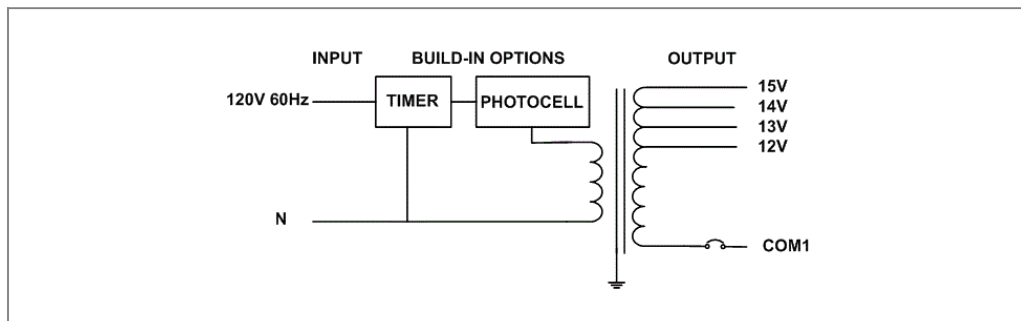 INPUT
BUILD-IN OPTIONS
OUTPUT
120V 60Hz
TIMER
PHOTOCELL
15V
14V
13V
12V
N
COM1